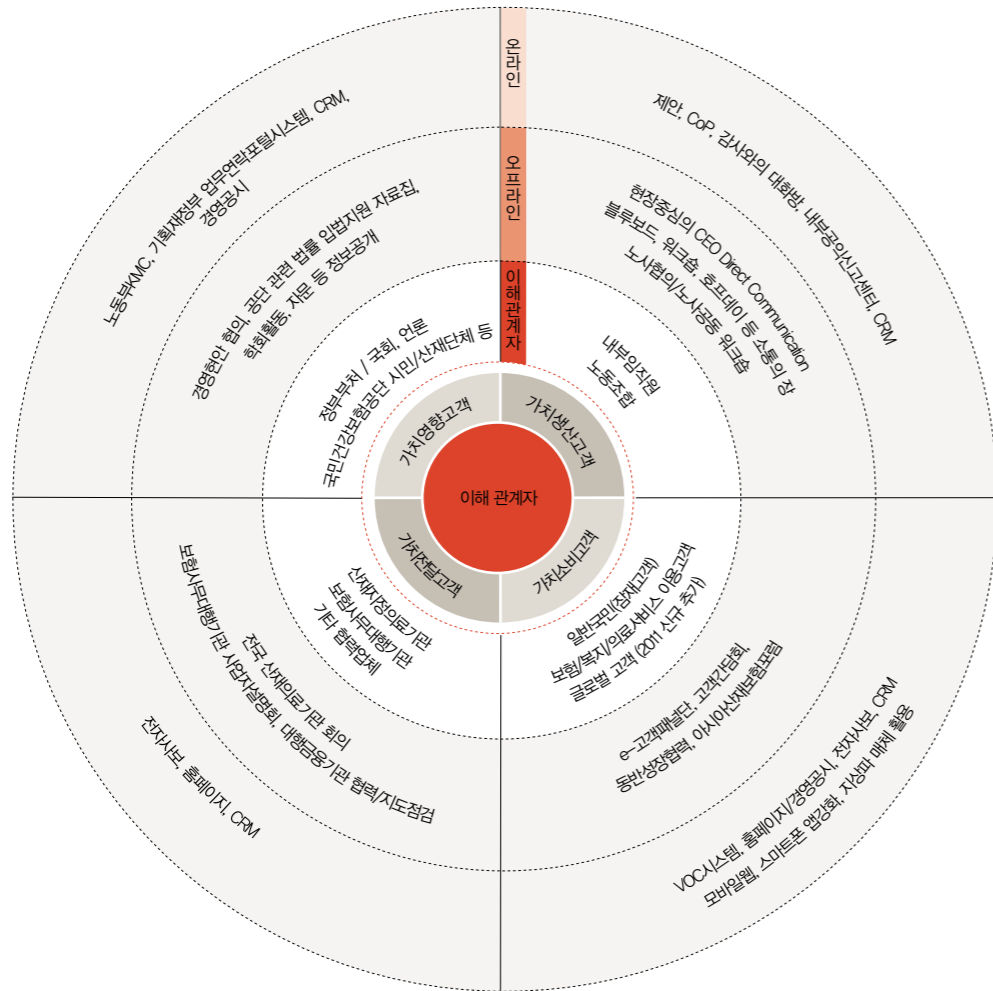 온라인
오프라인
이해관계자
노동부KMC, 기획재정부 업무연락포털시스템, CRM,
경영공시
경영현안 협의, 공단 관련 법률 입법지원 자료집,
학회활동, 자문 등 정보공개
정부부처 / 국회, 언론
국민건강보험공단 시민/산재단체 등
가치영향고객
제안, CoP, 감사와의 대화방, 내부공익신고센터, CRM
현장중심의 CEO Direct Communication
블루보드, 워크숍, 호프데이 등 소통의 장
노사협의/노사공동 워크숍
내부임직원
노동조합
가치생산고객
이해 관계자
가치전달고객
산재지정의료기관
보험사무대행기관
기타 협력업체
전국 산재의료기관 회의
보험사무대행기관 사업자설명회, 대행금융기관 협력/지도점검
전자사보, 홈페이지, CRM
가치소비고객
일반국민(잠재고객)
보험/복지/의료서비스 이용고객
글로벌 고객 (2011 신규 추가)
e-고객패널단, 고객간담회,
동반성장협력, 아시아산재보험포럼
VOC시스템, 홈페이지/경영공시, 전자사보, CRM
모바일웹, 스마트폰 앱강화, 지상파 매체 활용